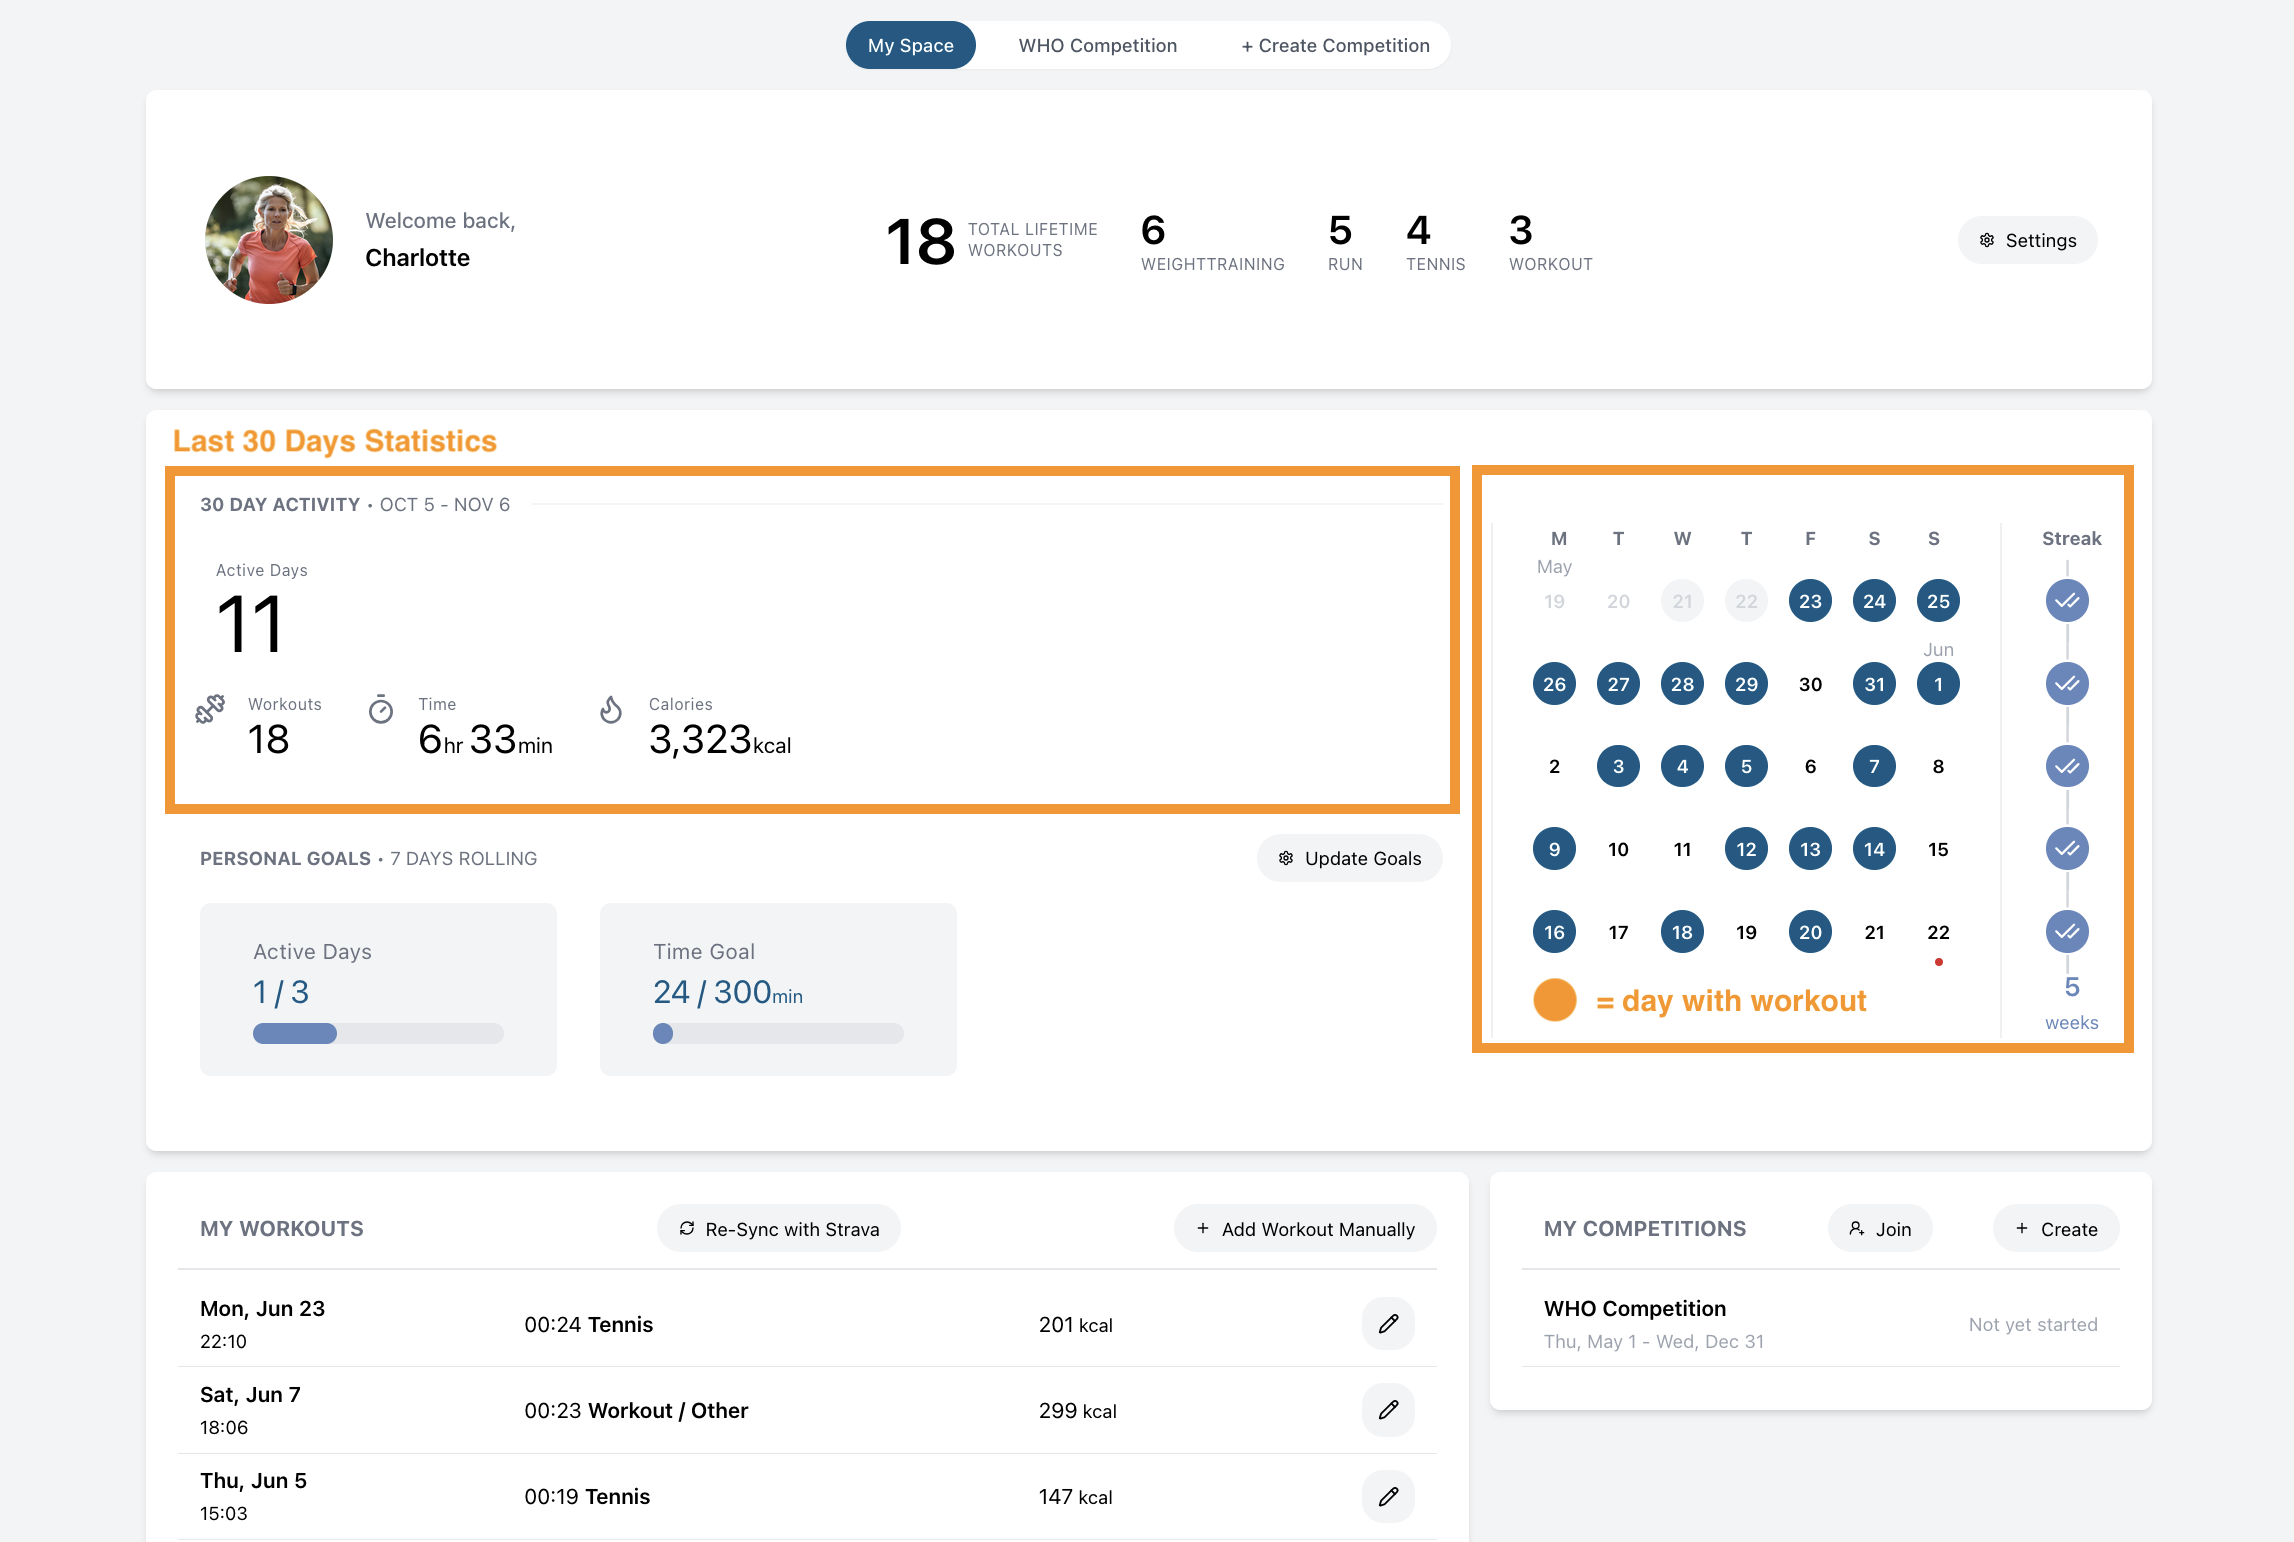 My Space
WHO Competition
+ Create Competition
Welcome back,
Charlotte
18
TOTAL LIFETIME
WORKOUTS
6
WEIGHTTRAINING
5
RUN
4
TENNIS
3
WORKOUT
Settings
Last 30 Days Statistics
30 DAY ACTIVITY • OCT 5 - NOV 6
Active Days
11
Workouts
18
Time
6hr 33min
Calories
3,323kcal
M T W T F S S
May
19 20 21 22 23 24 25
Jun
26 27 28 29 30 31 1
2 3 4 5 6 7 8
9 10 11 12 13 14 15
16 17 18 19 20 21 22
= day with workout
Streak
5
weeks
PERSONAL GOALS • 7 DAYS ROLLING
Update Goals
Active Days
1 / 3
Time Goal
24 / 300min
MY WORKOUTS
Re-Sync with Strava
+ Add Workout Manually
Mon, Jun 23
22:10
00:24 Tennis
201 kcal
Sat, Jun 7
18:06
00:23 Workout / Other
299 kcal
Thu, Jun 5
15:03
00:19 Tennis
147 kcal
MY COMPETITIONS
Join
+ Create
WHO Competition
Thu, May 1 - Wed, Dec 31
Not yet started